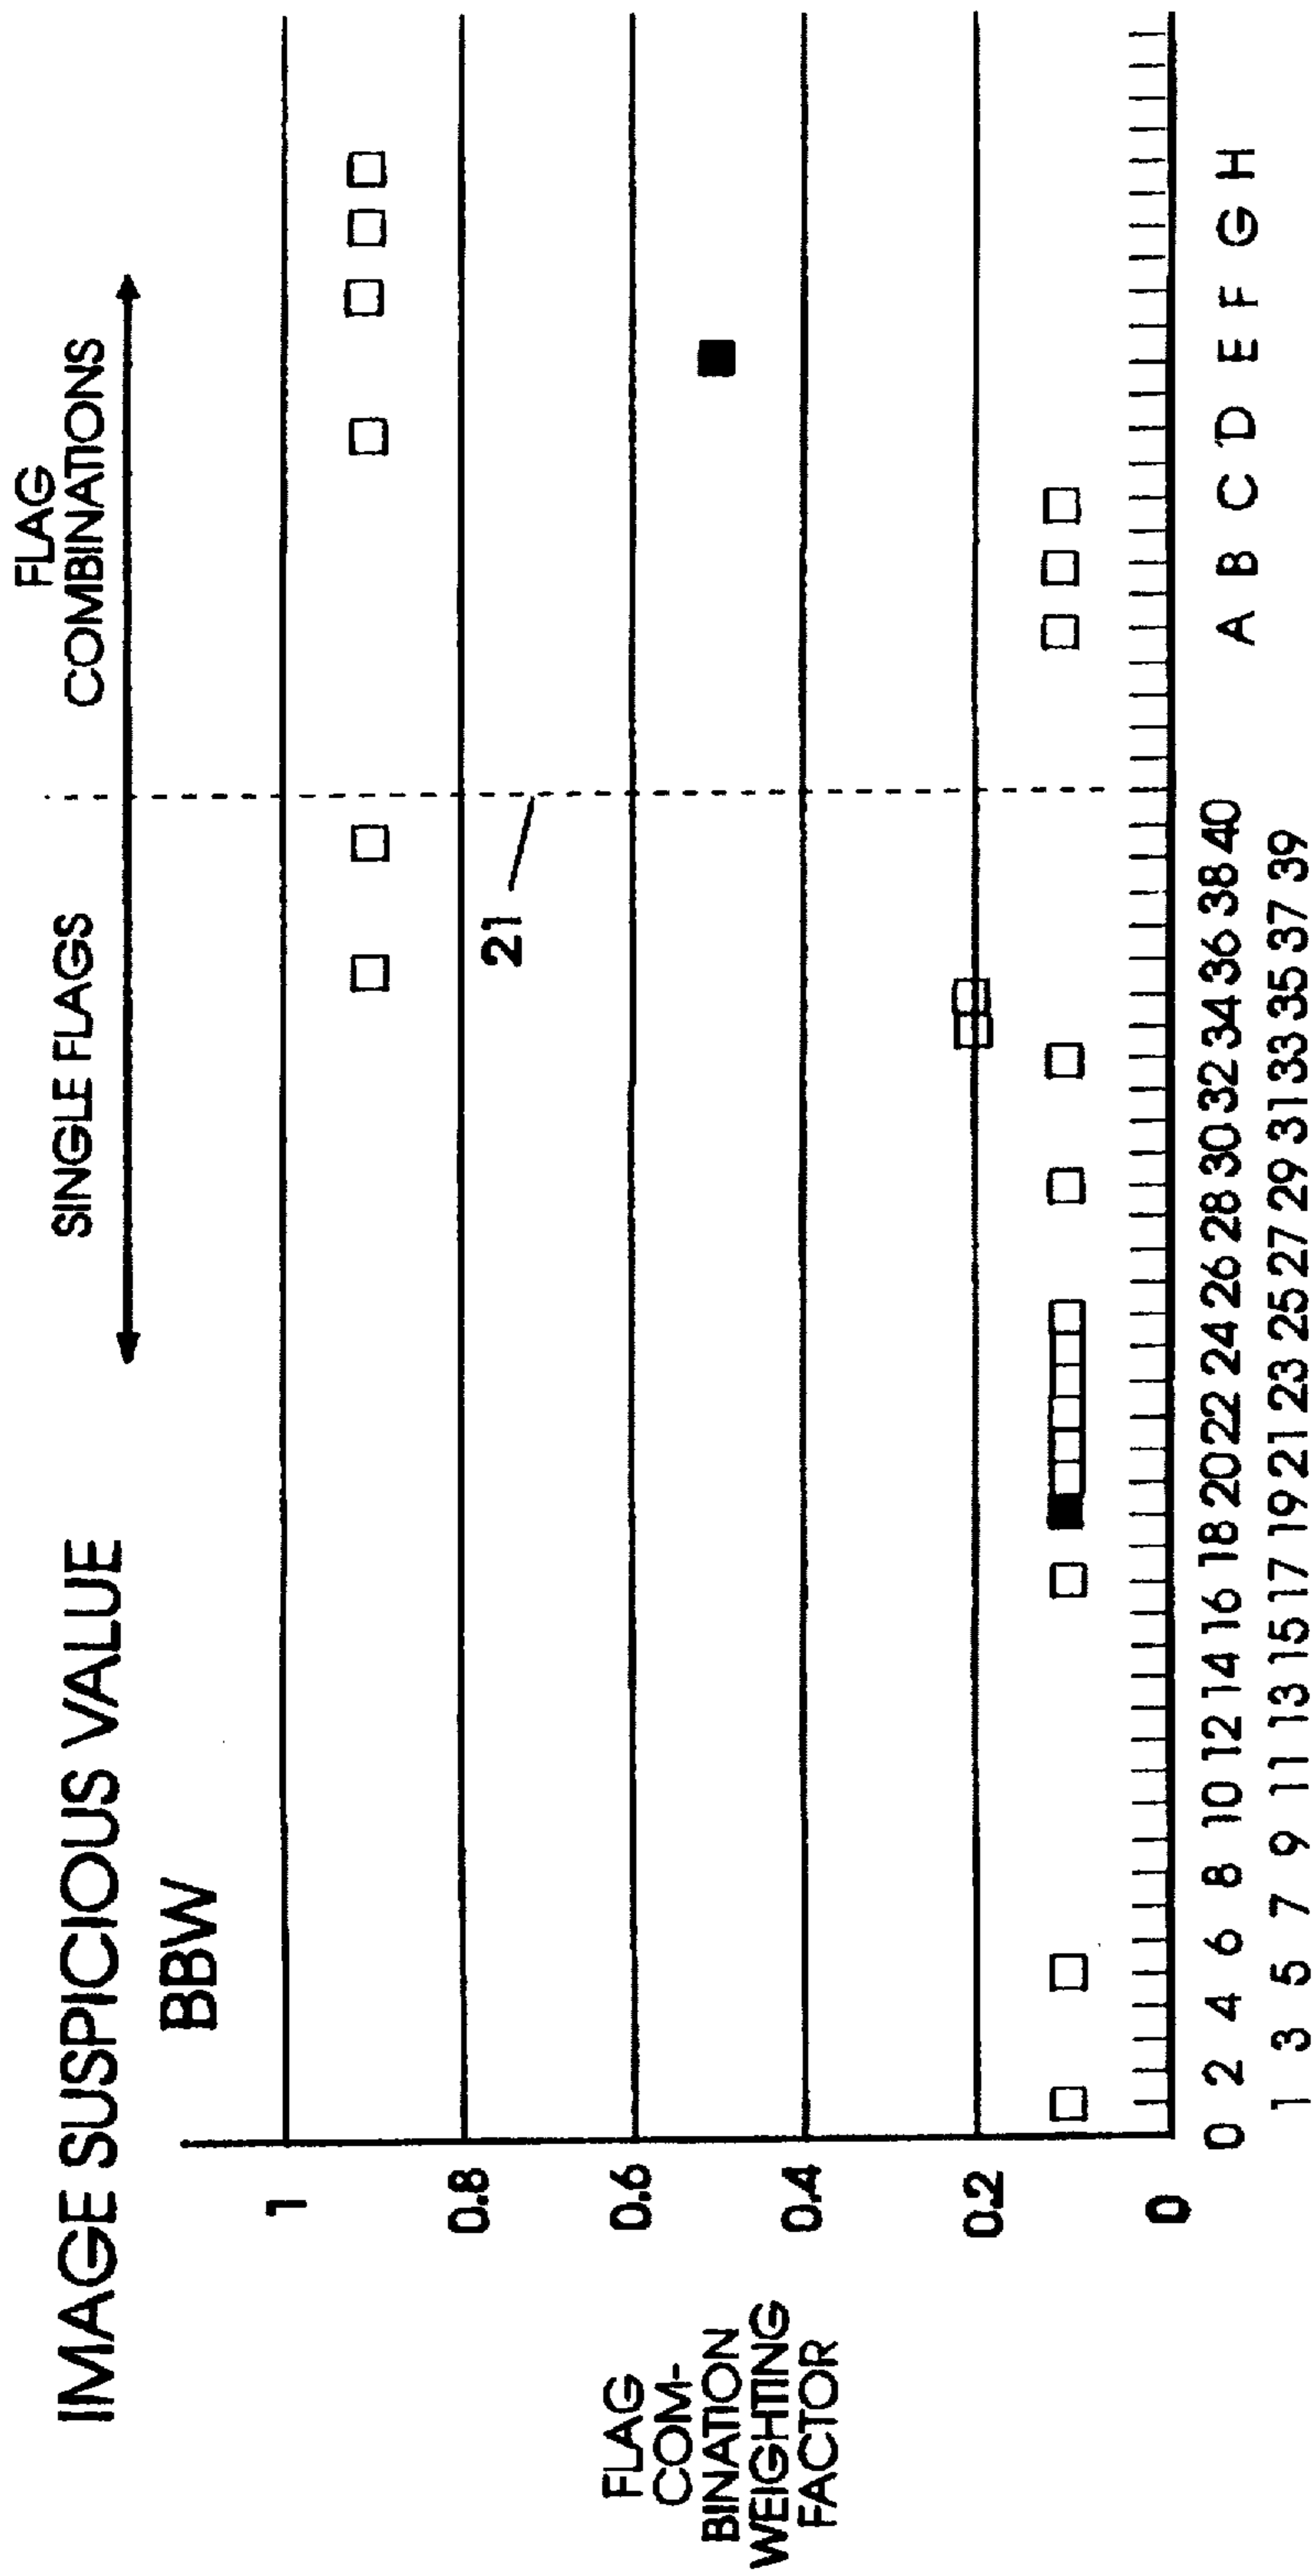 IMAGE SUSPICIOUS VALUE
BBW
SINGLE FLAGS
FLAG
COMBINATIONS
FLAG
COM-
BINATION
WEIGHTING
FACTOR
1
0.8
0.6
0.4
0.2
0
21
0 2 4 6 8 10 12 14 16 18 20 22 24 26 28 30 32 34 36 38 40 A B C D E F G H
1 3 5 7 9 11 13 15 17 19 21 23 25 27 29 31 33 35 37 39